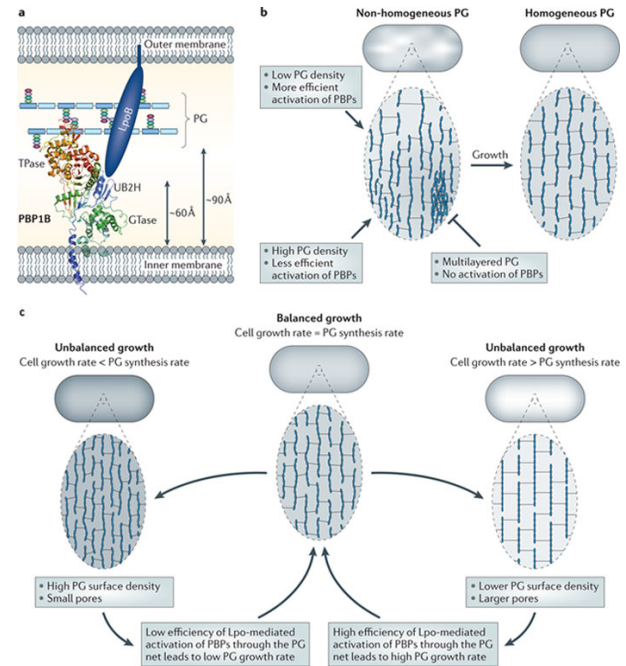 a
Outer membrane
LpoB
PG
TPase
UB2H
PBP1B
GTase
~60Å
~90Å
Inner membrane
b
Non-homogeneous PG
Homogeneous PG
• Low PG density
• More efficient
activation of PBPs
Growth
• High PG density
• Less efficient
activation of PBPs
• Multilayered PG
• No activation of PBPs
c
Balanced growth
Cell growth rate = PG synthesis rate
Unbalanced growth
Cell growth rate < PG synthesis rate
Unbalanced growth
Cell growth rate > PG synthesis rate
• High PG surface density
• Small pores
• Lower PG surface density
• Larger pores
Low efficiency of Lpo-mediated
activation of PBPs through the PG
net leads to low PG growth rate
High efficiency of Lpo-mediated
activation of PBPs through the PG
net leads to high PG growth rate